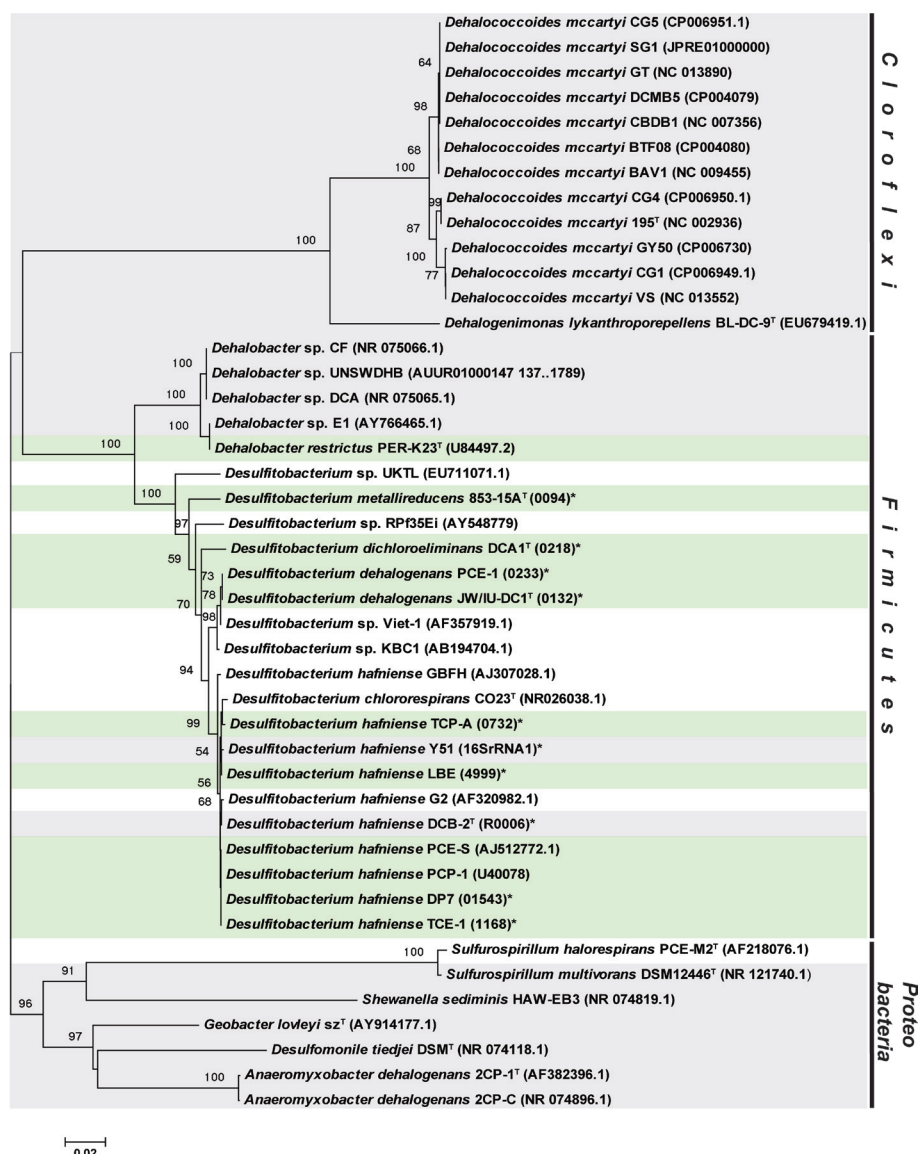 Dehalococcoides mccartyi CG5 (CP006951.1)
Dehalococcoides mccartyi SG1 (JPRE01000000)
64
Dehalococcoides mccartyi GT (NC 013890)
Dehalococcoides mccartyi DCMB5 (CP004079)
98
Dehalococcoides mccartyi CBDB1 (NC 007356)
68
Dehalococcoides mccartyi BTF08 (CP004080)
100
Dehalococcoides mccartyi BAV1 (NC 009455)
99
Dehalococcoides mccartyi CG4 (CP006950.1)
87
Dehalococcoides mccartyi 195ᵀ (NC 002936)
100
Dehalococcoides mccartyi GY50 (CP006730)
100
77
Dehalococcoides mccartyi CG1 (CP006949.1)
Dehalococcoides mccartyi VS (NC 013552)
Dehalogenimonas lykanthroporepellens BL-DC-9ᵀ (EU679419.1)
Cloroflexi
Dehalobacter sp. CF (NR 075066.1)
100
Dehalobacter sp. UNSWDHB (AUUR01000147 137..1789)
100
Dehalobacter sp. DCA (NR 075065.1)
100
Dehalobacter sp. E1 (AY766465.1)
100
Dehalobacter restrictus PER-K23ᵀ (U84497.2)
Desulfitobacterium sp. UKTL (EU711071.1)
100
Desulfitobacterium metallireducens 853-15Aᵀ (0094)*
97
Desulfitobacterium sp. RPf35Ei (AY548779)
59
Desulfitobacterium dichloroeliminans DCA1ᵀ (0218)*
73
Desulfitobacterium dehalogenans PCE-1 (0233)*
78
Desulfitobacterium dehalogenans JW/IU-DC1ᵀ (0132)*
70
98
Desulfitobacterium sp. Viet-1 (AF357919.1)
Desulfitobacterium sp. KBC1 (AB194704.1)
94
Desulfitobacterium hafniense GBFH (AJ307028.1)
Desulfitobacterium chlororespirans CO23ᵀ (NR026038.1)
99
Desulfitobacterium hafniense TCP-A (0732)*
54
Desulfitobacterium hafniense Y51 (16SrRNA1)*
56
Desulfitobacterium hafniense LBE (4999)*
68
Desulfitobacterium hafniense G2 (AF320982.1)
Desulfitobacterium hafniense DCB-2ᵀ (R0006)*
Desulfitobacterium hafniense PCE-S (AJ512772.1)
Desulfitobacterium hafniense PCP-1 (U40078)
Desulfitobacterium hafniense DP7 (01543)*
Desulfitobacterium hafniense TCE-1 (1168)*
Firmicutes
100
Sulfurospirillum halorespirans PCE-M2ᵀ (AF218076.1)
91
Sulfurospirillum multivorans DSM12446ᵀ (NR 121740.1)
96
Shewanella sediminis HAW-EB3 (NR 074819.1)
97
Geobacter lovleyi szᵀ (AY914177.1)
Desulfomonile tiedjei DSMᵀ (NR 074118.1)
100
Anaeromyxobacter dehalogenans 2CP-1ᵀ (AF382396.1)
Anaeromyxobacter dehalogenans 2CP-C (NR 074896.1)
Proteo
bacteria
0.02